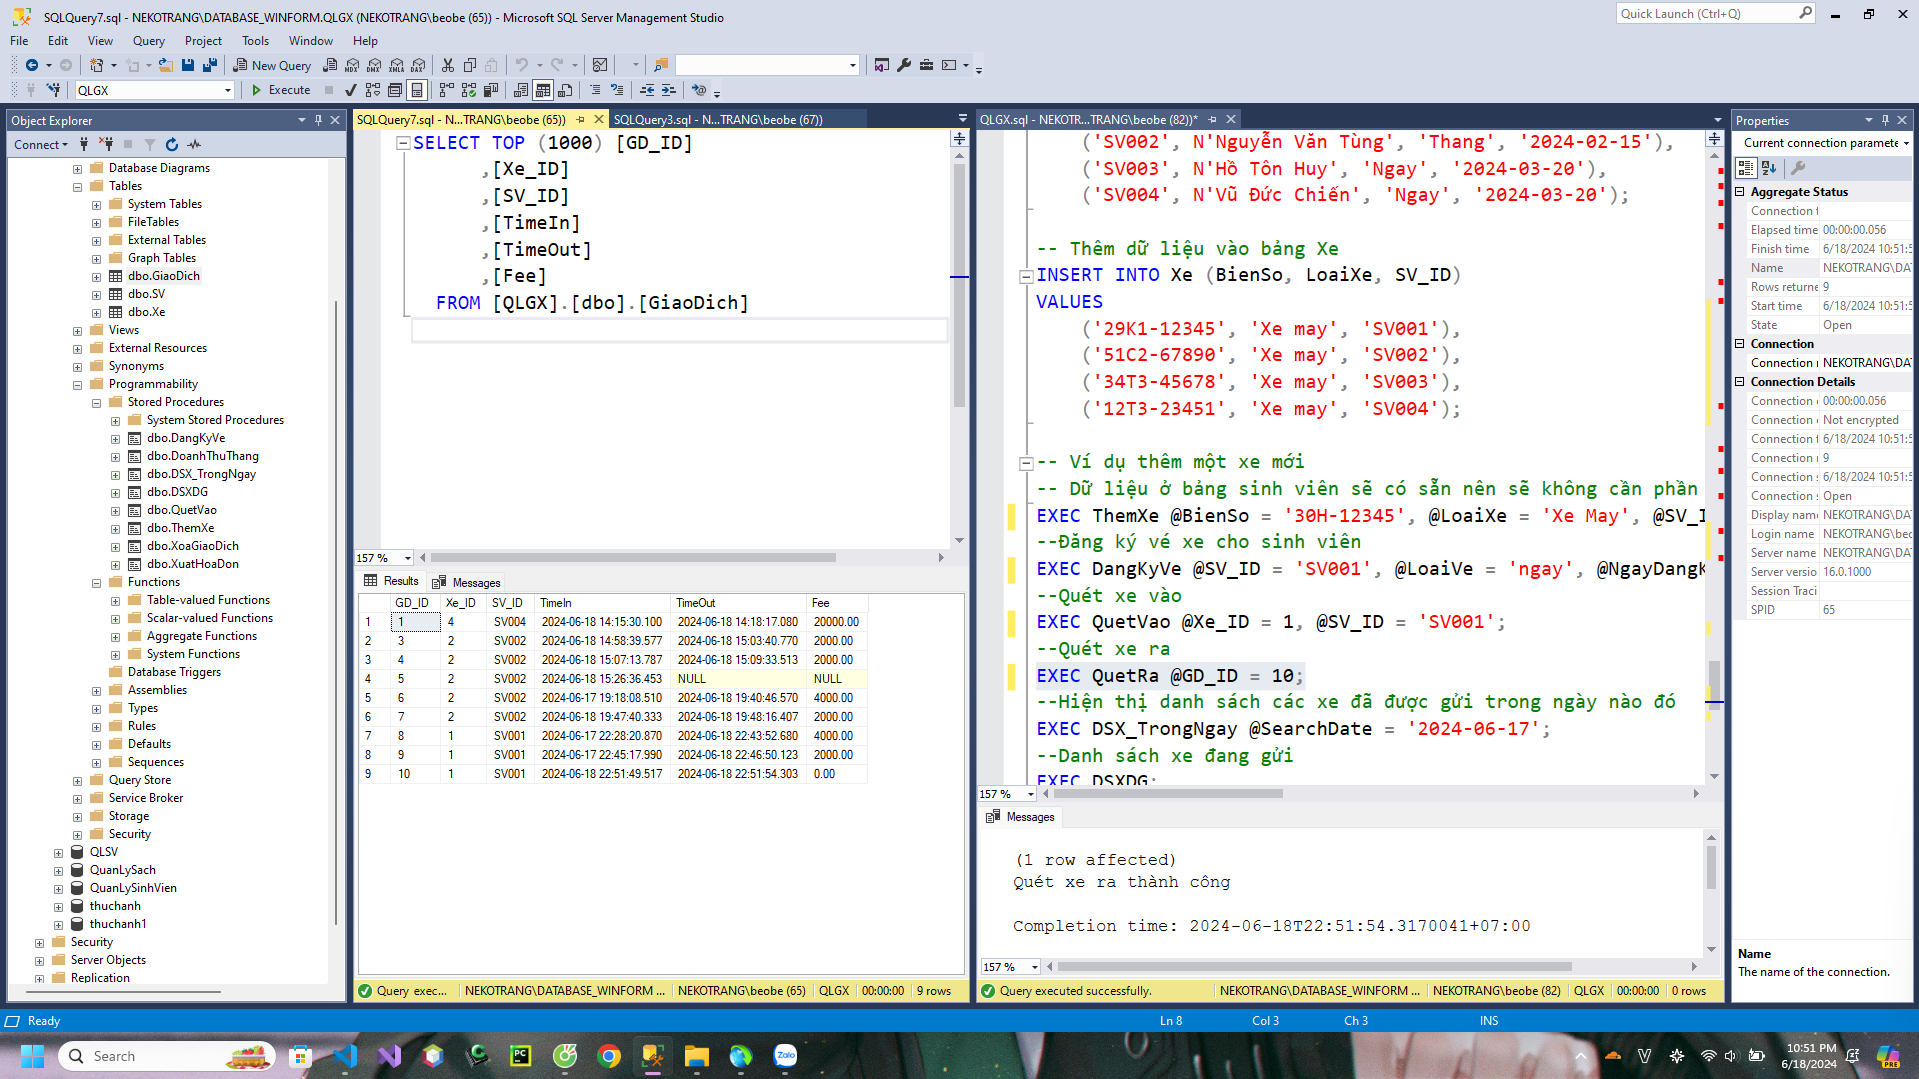 SQLQuery7.sql - NEKOTRANG\DATABASE_WINFORM.QLGX (NEKOTRANG\beobe (65)) - Microsoft SQL Server Management Studio
Quick Launch (Ctrl+Q)
File Edit View Query Project Tools Window Help
New Query
MDX DMX XMLA DAX
QLGX
Execute
Object Explorer
Connect
Database Diagrams
Tables
System Tables
FileTables
External Tables
Graph Tables
dbo.GiaoDich
dbo.SV
dbo.Xe
Views
External Resources
Synonyms
Programmability
Stored Procedures
System Stored Procedures
dbo.DangKyVe
dbo.DoanhThuThang
dbo.DSX_TrongNgay
dbo.DSXDG
dbo.QuetVao
dbo.ThemXe
dbo.XoaGiaoDich
dbo.XuatHoaDon
Functions
Table-valued Functions
Scalar-valued Functions
Aggregate Functions
System Functions
Database Triggers
Assemblies
Types
Rules
Defaults
Sequences
Query Store
Service Broker
Storage
Security
QLSV
QuanLySach
QuanLySinhVien
thuchanh
thuchanh1
Security
Server Objects
Replication
SQLQuery7.sql - N...TRANG\beobe (65))
SQLQuery3.sql - N...TRANG\beobe (67))
SELECT TOP (1000) [GD_ID]
,[Xe_ID]
,[SV_ID]
,[TimeIn]
,[TimeOut]
,[Fee]
FROM [QLGX].[dbo].[GiaoDich]
157 %
Results Messages
GD_ID Xe_ID SV_ID TimeIn TimeOut Fee
1 1 4 SV004 2024-06-18 14:15:30.100 2024-06-18 14:18:17.080 20000.00
2 3 2 SV002 2024-06-18 14:58:39.577 2024-06-18 15:03:40.770 2000.00
3 4 2 SV002 2024-06-18 15:07:13.787 2024-06-18 15:09:33.513 2000.00
4 5 2 SV002 2024-06-18 15:26:36.453 NULL NULL
5 6 2 SV002 2024-06-17 19:18:08.510 2024-06-18 19:40:46.570 4000.00
6 7 2 SV002 2024-06-18 19:47:40.333 2024-06-18 19:48:16.407 2000.00
7 8 1 SV001 2024-06-17 22:28:20.870 2024-06-18 22:43:52.680 4000.00
8 9 1 SV001 2024-06-17 22:45:17.990 2024-06-18 22:46:50.123 2000.00
9 10 1 SV001 2024-06-18 22:51:49.517 2024-06-18 22:51:54.303 0.00
Query exec... NEKOTRANG\DATABASE_WINFORM ... NEKOTRANG\beobe (65) QLGX 00:00:00 9 rows
QLGX.sql - NEKOTR...TRANG\beobe (82))*
('SV002', N'Nguyễn Văn Tùng', 'Thang', '2024-02-15'),
('SV003', N'Hồ Tôn Huy', 'Ngay', '2024-03-20'),
('SV004', N'Vũ Đức Chiến', 'Ngay', '2024-03-20');
-- Thêm dữ liệu vào bảng Xe
INSERT INTO Xe (BienSo, LoaiXe, SV_ID)
VALUES
('29K1-12345', 'Xe may', 'SV001'),
('51C2-67890', 'Xe may', 'SV002'),
('34T3-45678', 'Xe may', 'SV003'),
('12T3-23451', 'Xe may', 'SV004');
-- Ví dụ thêm một xe mới
-- Dữ liệu ở bảng sinh viên sẽ có sẵn nên sẽ không cần phần
EXEC ThemXe @BienSo = '30H-12345', @LoaiXe = 'Xe May', @SV_I
--Đăng ký vé xe cho sinh viên
EXEC DangKyVe @SV_ID = 'SV001', @LoaiVe = 'ngay', @NgayDangK
--Quét xe vào
EXEC QuetVao @Xe_ID = 1, @SV_ID = 'SV001';
--Quét xe ra
EXEC QuetRa @GD_ID = 10;
--Hiện thị danh sách các xe đã được gửi trong ngày nào đó
EXEC DSX_TrongNgay @SearchDate = '2024-06-17';
--Danh sách xe đang gửi
EXEC DSXDG;
157 %
Messages
(1 row affected)
Quét xe ra thành công
Completion time: 2024-06-18T22:51:54.3170041+07:00
157 %
Query executed successfully. NEKOTRANG\DATABASE_WINFORM ... NEKOTRANG\beobe (82) QLGX 00:00:00 0 rows
Properties
Current connection paramete
Aggregate Status
Connection f
Elapsed time 00:00:00.056
Finish time 6/18/2024 10:51:5
Name NEKOTRANG\DA
Rows returne 9
Start time 6/18/2024 10:51:5
State Open
Connection
Connection NEKOTRANG\DA
Connection Details
Connection 00:00:00.056
Connection Not encrypted
Connection f 6/18/2024 10:51:5
Connection 9
Connection s 6/18/2024 10:51:5
Connection s Open
Display name NEKOTRANG\DA
Login name NEKOTRANG\beo
Server name NEKOTRANG\DA
Server versio 16.0.1000
Session Traci
SPID 65
Name
The name of the connection.
Ready Ln 8 Col 3 Ch 3 INS
Search
PC
Zalo
10:51 PM
6/18/2024
PRE